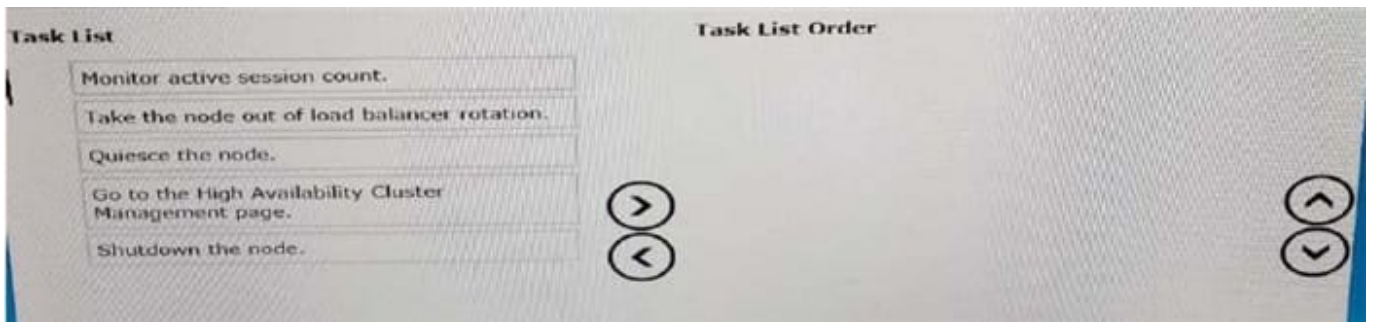 Task List
Task List Order
Monitor active session count.
Take the node out of load balancer rotation.
Quiesce the node.
Go to the High Availability Cluster
Management page.
Shutdown the node.